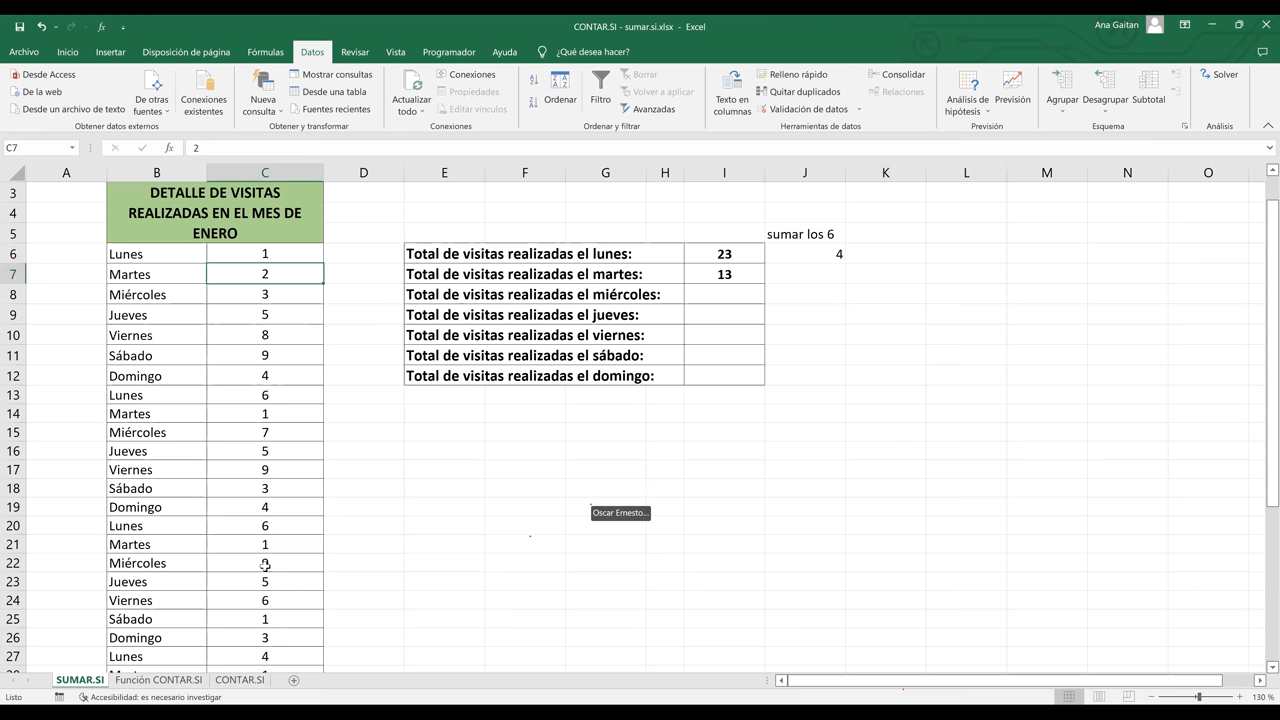 CONTAR.SI - sumar.si.xlsx - Excel
Ana Gaitan
Archivo Inicio Insertar Disposición de página Fórmulas Datos Revisar Vista Programador Ayuda ¿Qué desea hacer?
Desde Access
De la web
Desde un archivo de texto
De otras fuentes
Conexiones existentes
Obtener datos externos
Nueva consulta
Mostrar consultas
Desde una tabla
Fuentes recientes
Obtener y transformar
Actualizar todo
Conexiones
Propiedades
Editar vínculos
Conexiones
Ordenar
Filtro
Borrar
Volver a aplicar
Avanzadas
Ordenar y filtrar
Texto en columnas
Relleno rápido
Quitar duplicados
Validación de datos
Consolidar
Relaciones
Herramientas de datos
Análisis de hipótesis
Previsión
Previsión
Agrupar
Desagrupar
Subtotal
Esquema
Solver
Análisis
C7 fx 2
A B C D E F G H I J K L M N O
3 DETALLE DE VISITAS
4 REALIZADAS EN EL MES DE
5 ENERO sumar los 6
6 Lunes 1 Total de visitas realizadas el lunes: 23 4
7 Martes 2 Total de visitas realizadas el martes: 13
8 Miércoles 3 Total de visitas realizadas el miércoles:
9 Jueves 5 Total de visitas realizadas el jueves:
10 Viernes 8 Total de visitas realizadas el viernes:
11 Sábado 9 Total de visitas realizadas el sábado:
12 Domingo 4 Total de visitas realizadas el domingo:
13 Lunes 6
14 Martes 1
15 Miércoles 7
16 Jueves 5
17 Viernes 9
18 Sábado 3
19 Domingo 4
Oscar Ernesto...
20 Lunes 6
21 Martes 1
22 Miércoles
23 Jueves 5
24 Viernes 6
25 Sábado 1
26 Domingo 3
27 Lunes 4
SUMAR.SI Función CONTAR.SI CONTAR.SI
Listo Accesibilidad: es necesario investigar 130 %